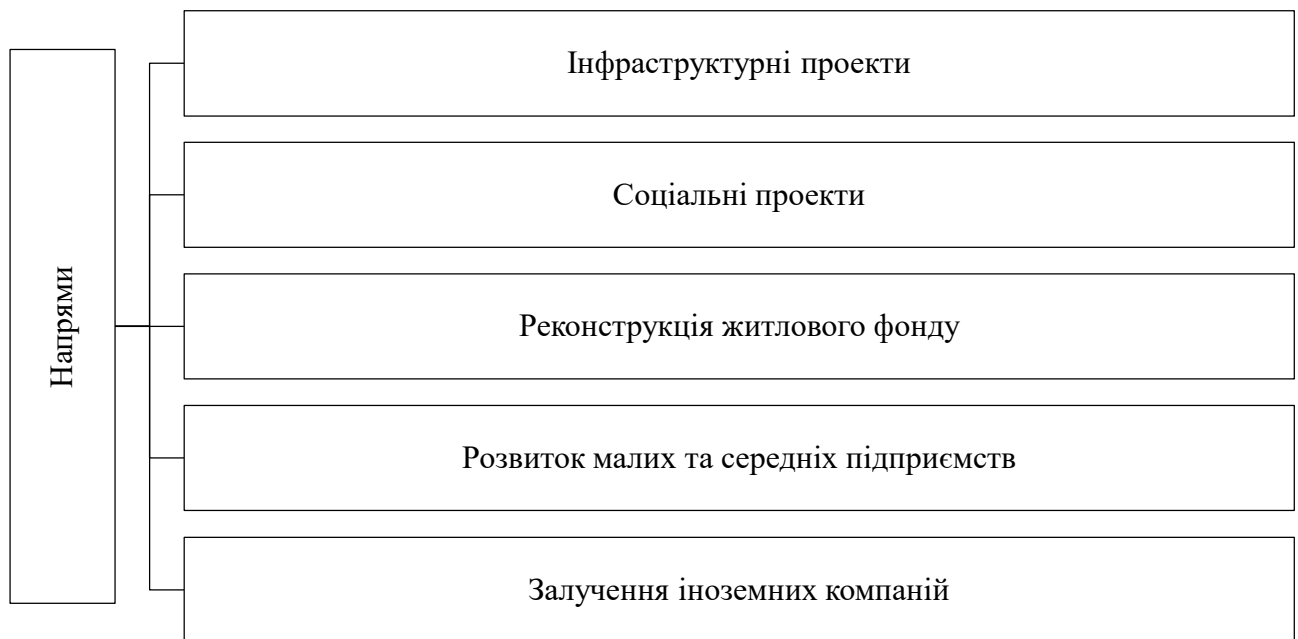 Напрями
Інфраструктурні проекти
Соціальні проекти
Реконструкція житлового фонду
Розвиток малих та середніх підприємств
Залучення іноземних компаній